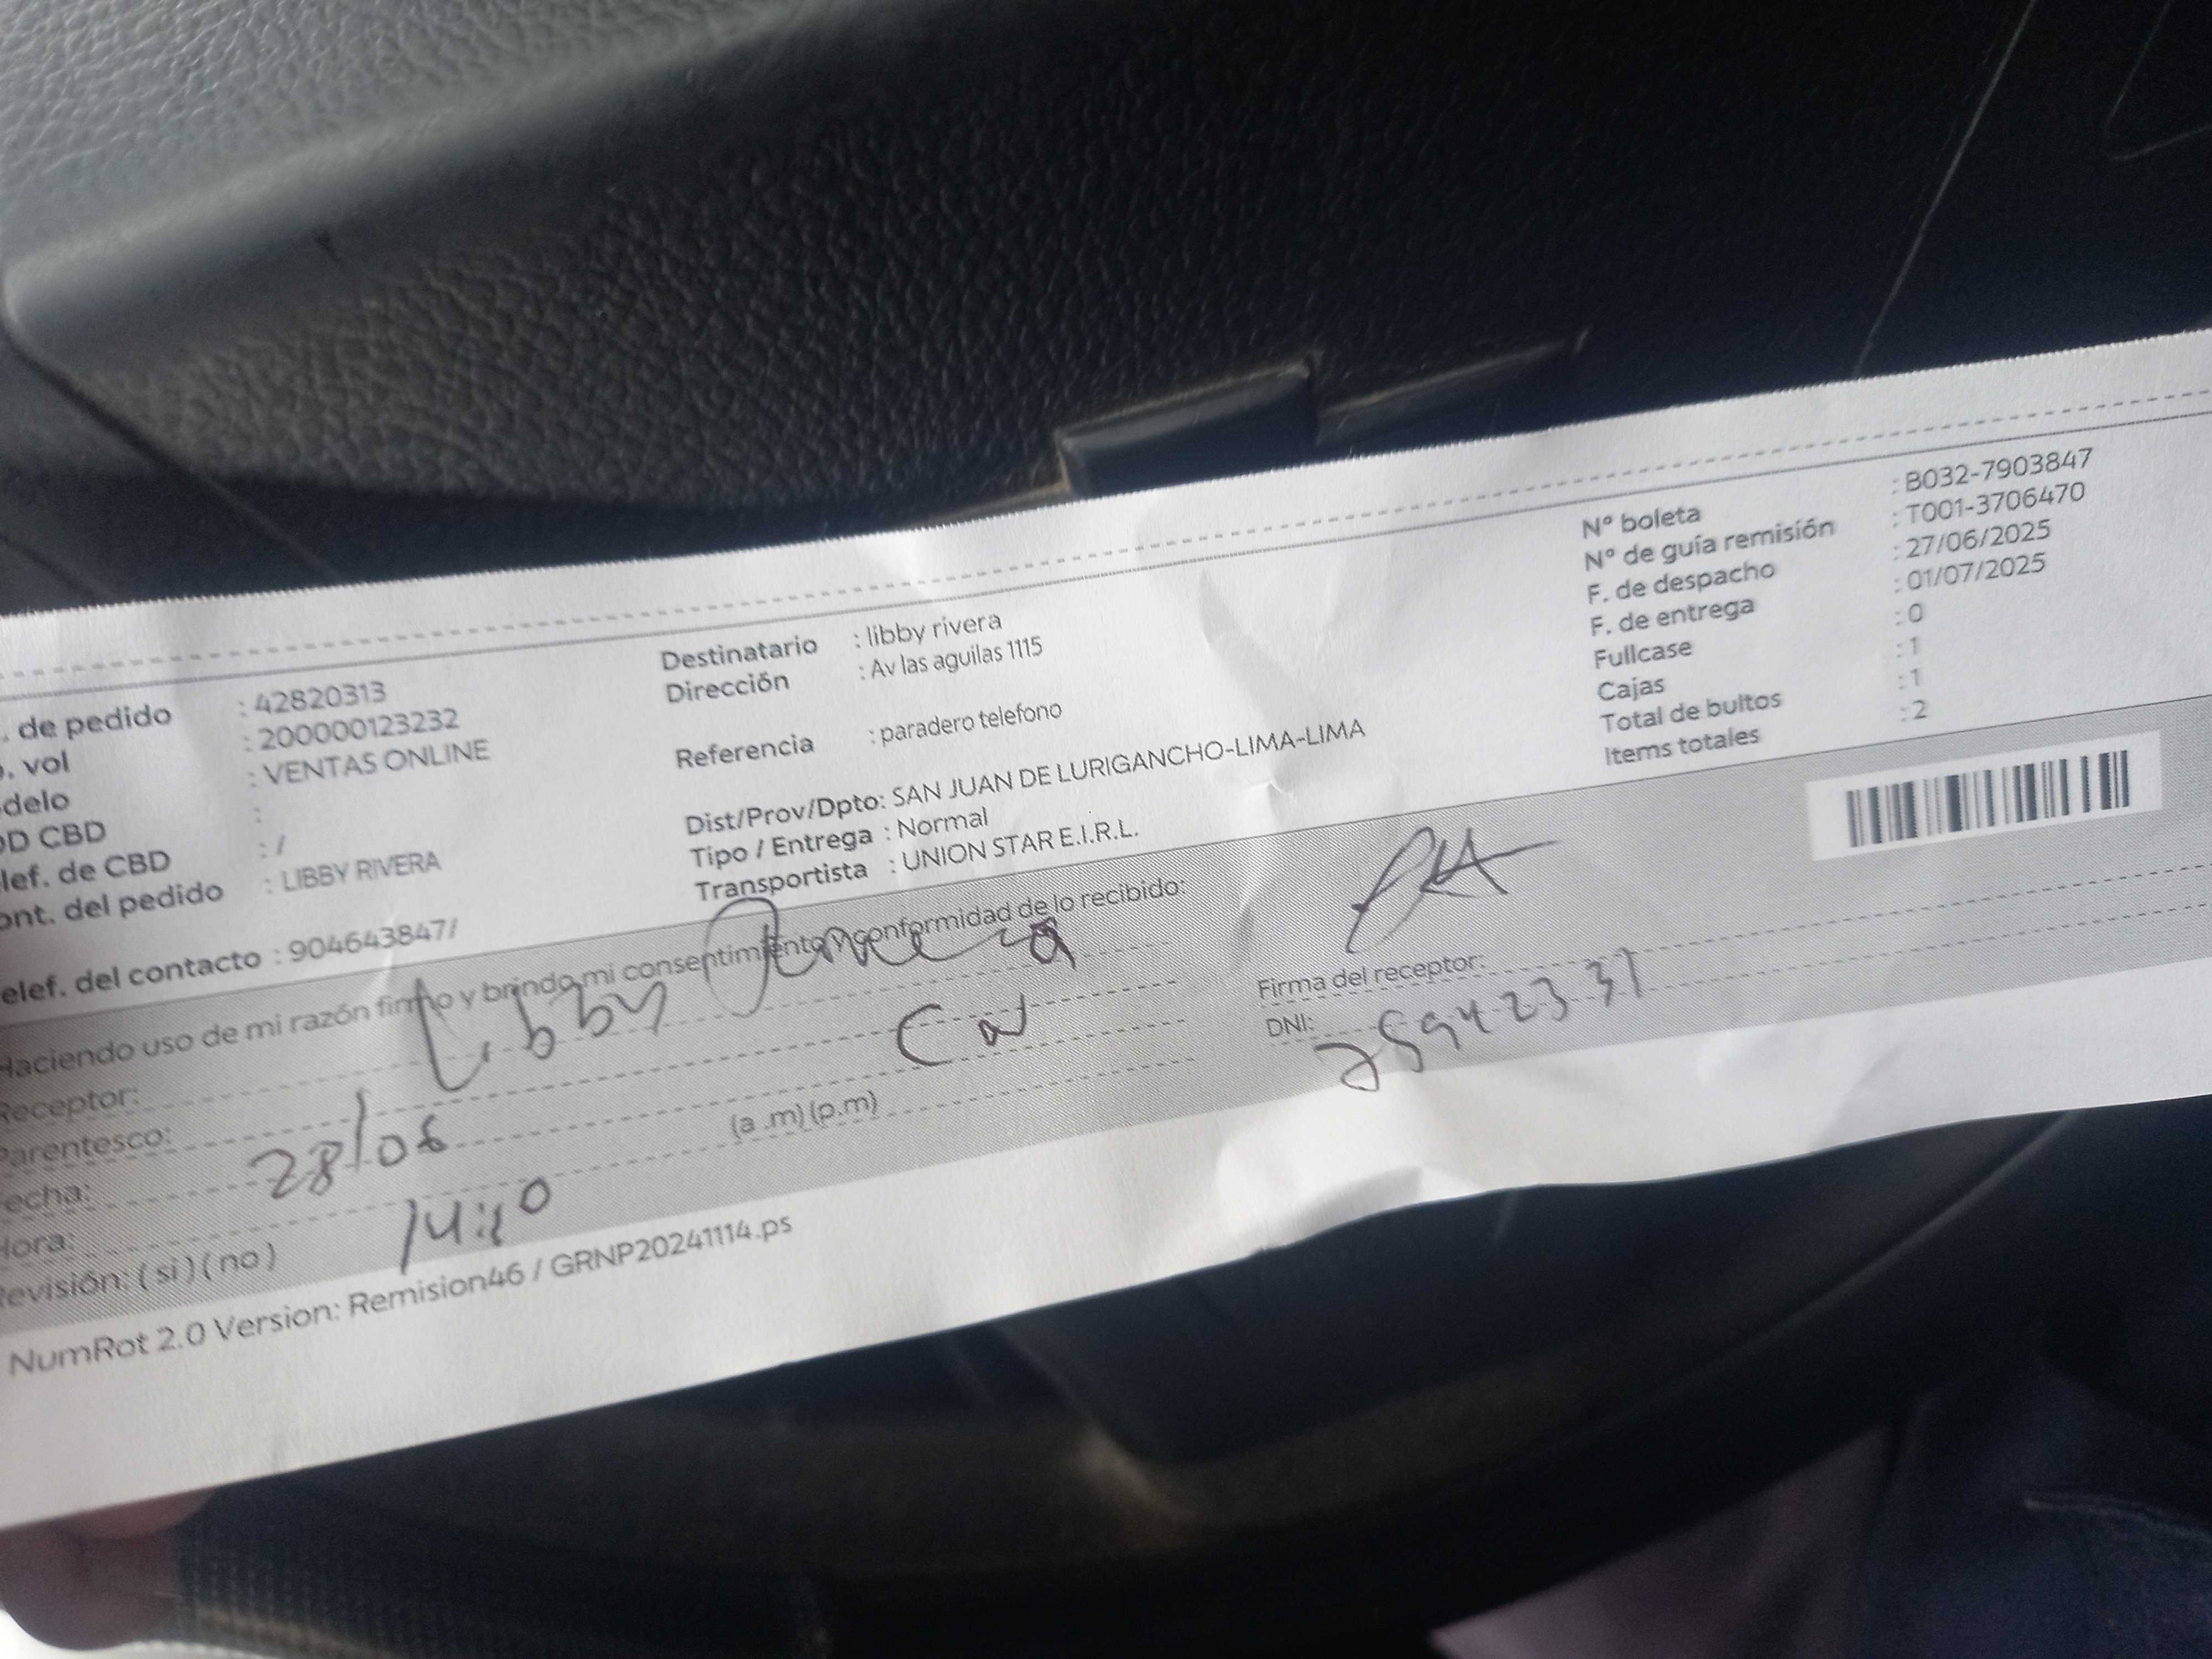 . de pedido : 42820313
. vol : 200000123232
delo : VENTAS ONLINE
D CBD :
lef. de CBD : /
ont. del pedido : LIBBY RIVERA
elef. del contacto : 904643847/
Destinatario : libby rivera
Dirección : Av las aguilas 1115
Referencia : paradero telefono
Dist/Prov/Dpto: SAN JUAN DE LURIGANCHO-LIMA-LIMA
Tipo / Entrega : Normal
Transportista : UNION STAR E.I.R.L.
N° boleta : B032-7903847
N° de guía remisión : T001-3706470
F. de despacho : 27/06/2025
F. de entrega : 01/07/2025
Fullcase : 0
Cajas : 1
Total de bultos : 1
Items totales : 2
Haciendo uso de mi razón firmo y brindo mi consentimiento y conformidad de lo recibido:
Receptor: Libby Rivera
Parentesco:
echa: 28/06
Hora: 14:10 (a .m) (p.m)
Revisión: ( si ) ( no )
Firma del receptor:
DNI:
NumRot 2.0 Version: Remision46 / GRNP20241114.ps